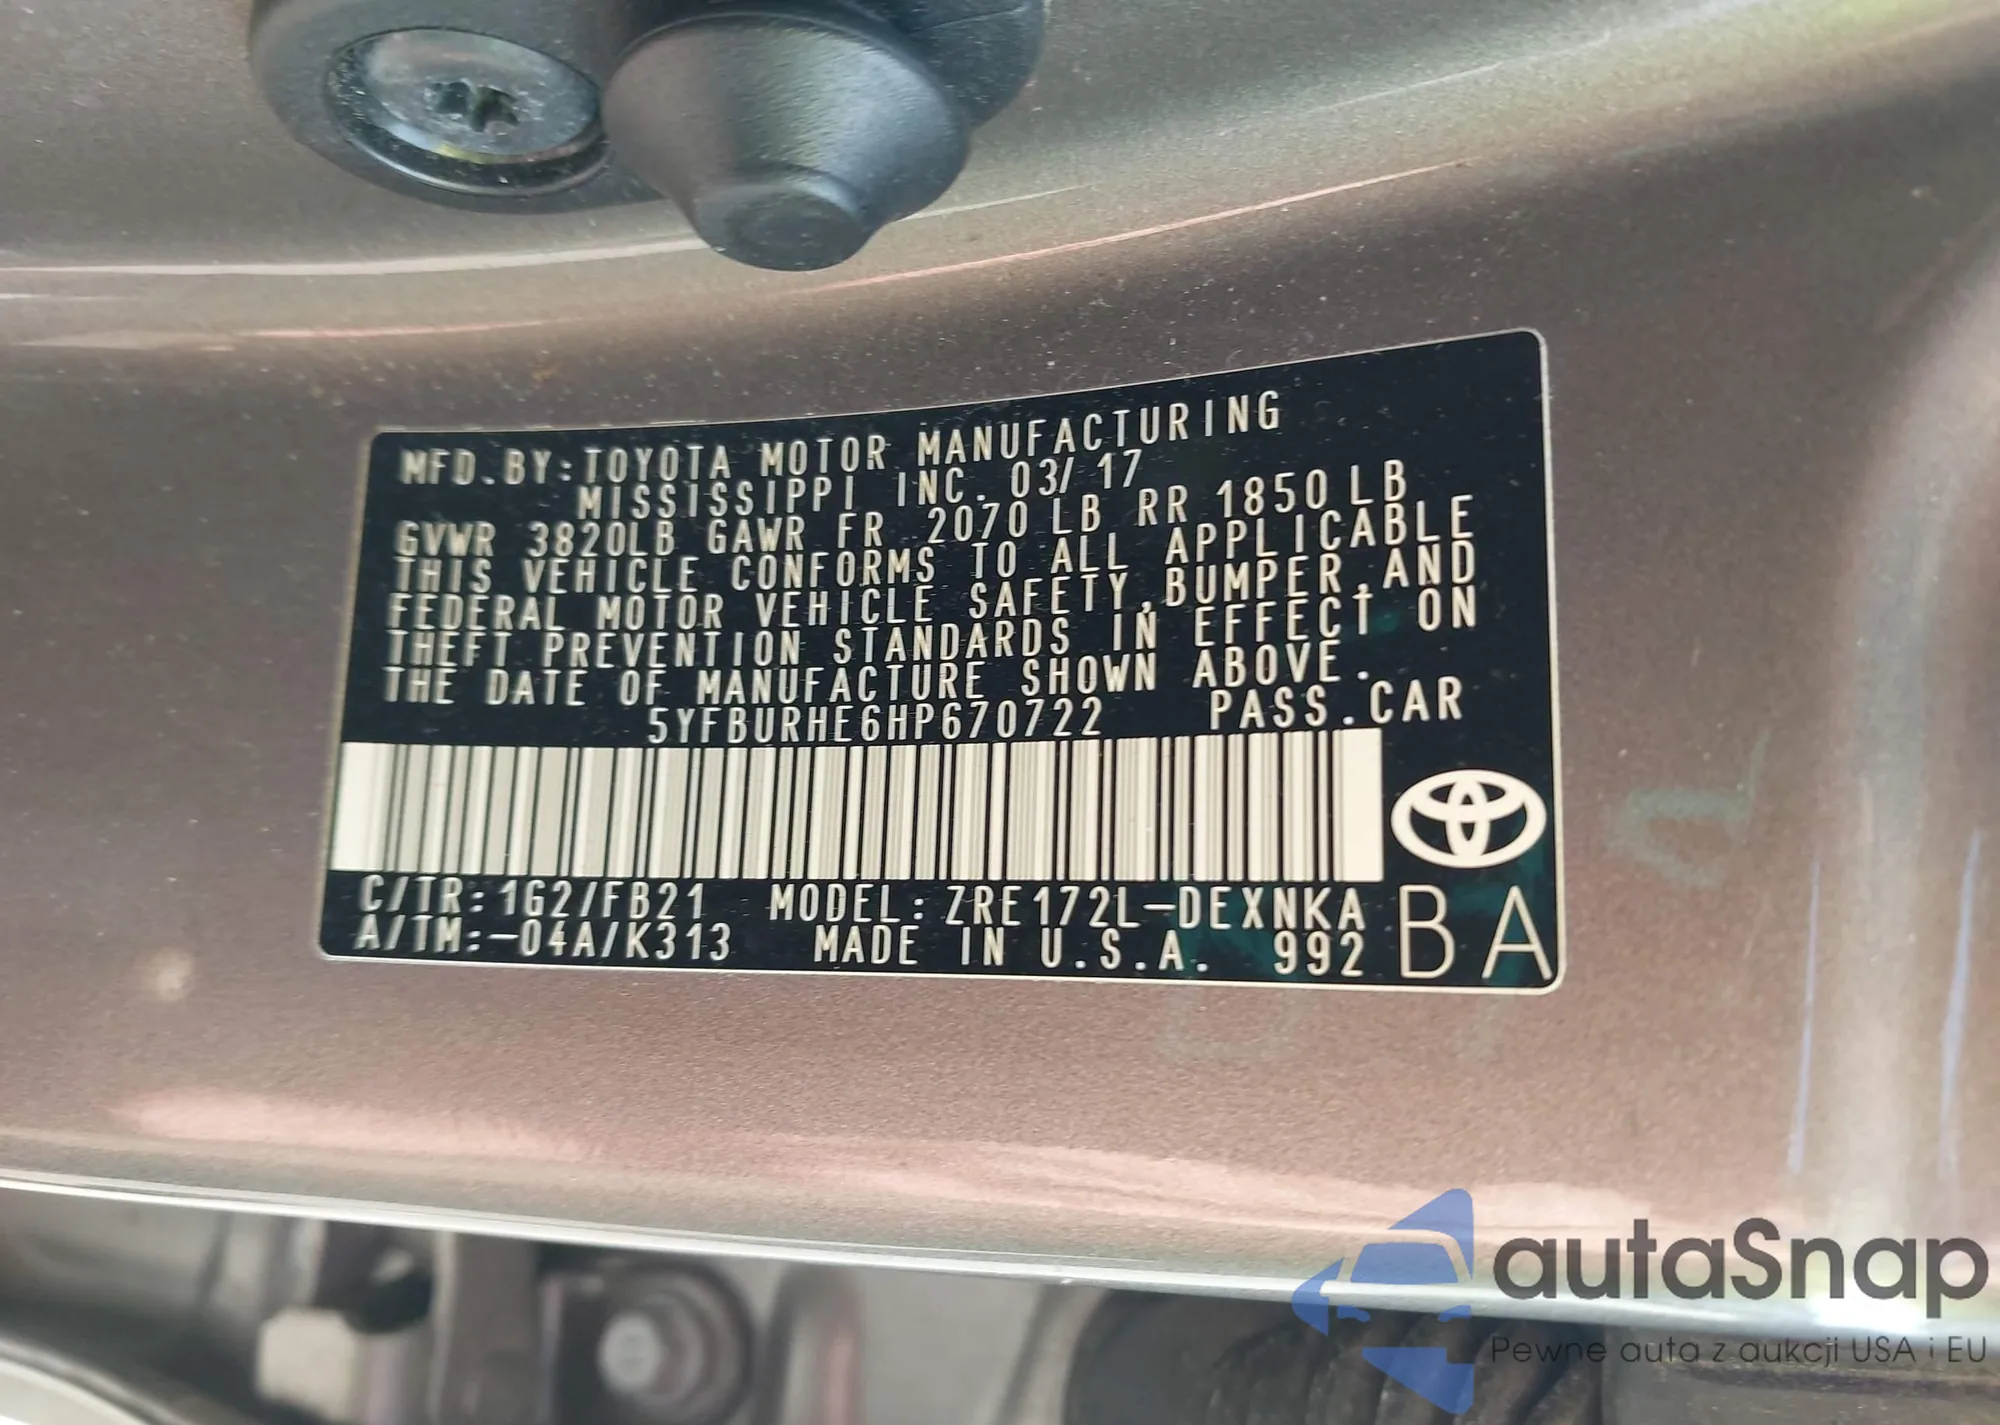 MFD.BY:TOYOTA MOTOR MANUFACTURING
MISSISSIPPI INC. 03/17
GVWR 3820LB GAWR FR 2070LB RR 1850LB
THIS VEHICLE CONFORMS TO ALL APPLICABLE
FEDERAL MOTOR VEHICLE SAFETY,BUMPER,AND
THEFT PREVENTION STANDARDS IN EFFECT ON
THE DATE OF MANUFACTURE SHOWN ABOVE.
5YFBURHE6HP670722 PASS.CAR
C/TR:1G2/FB21 MODEL:ZRE172L-DEXNKA
A/TM:-04A/K313 MADE IN U.S.A. 992 BA
autoSnap
Pewne auta z aukcji USA i EU